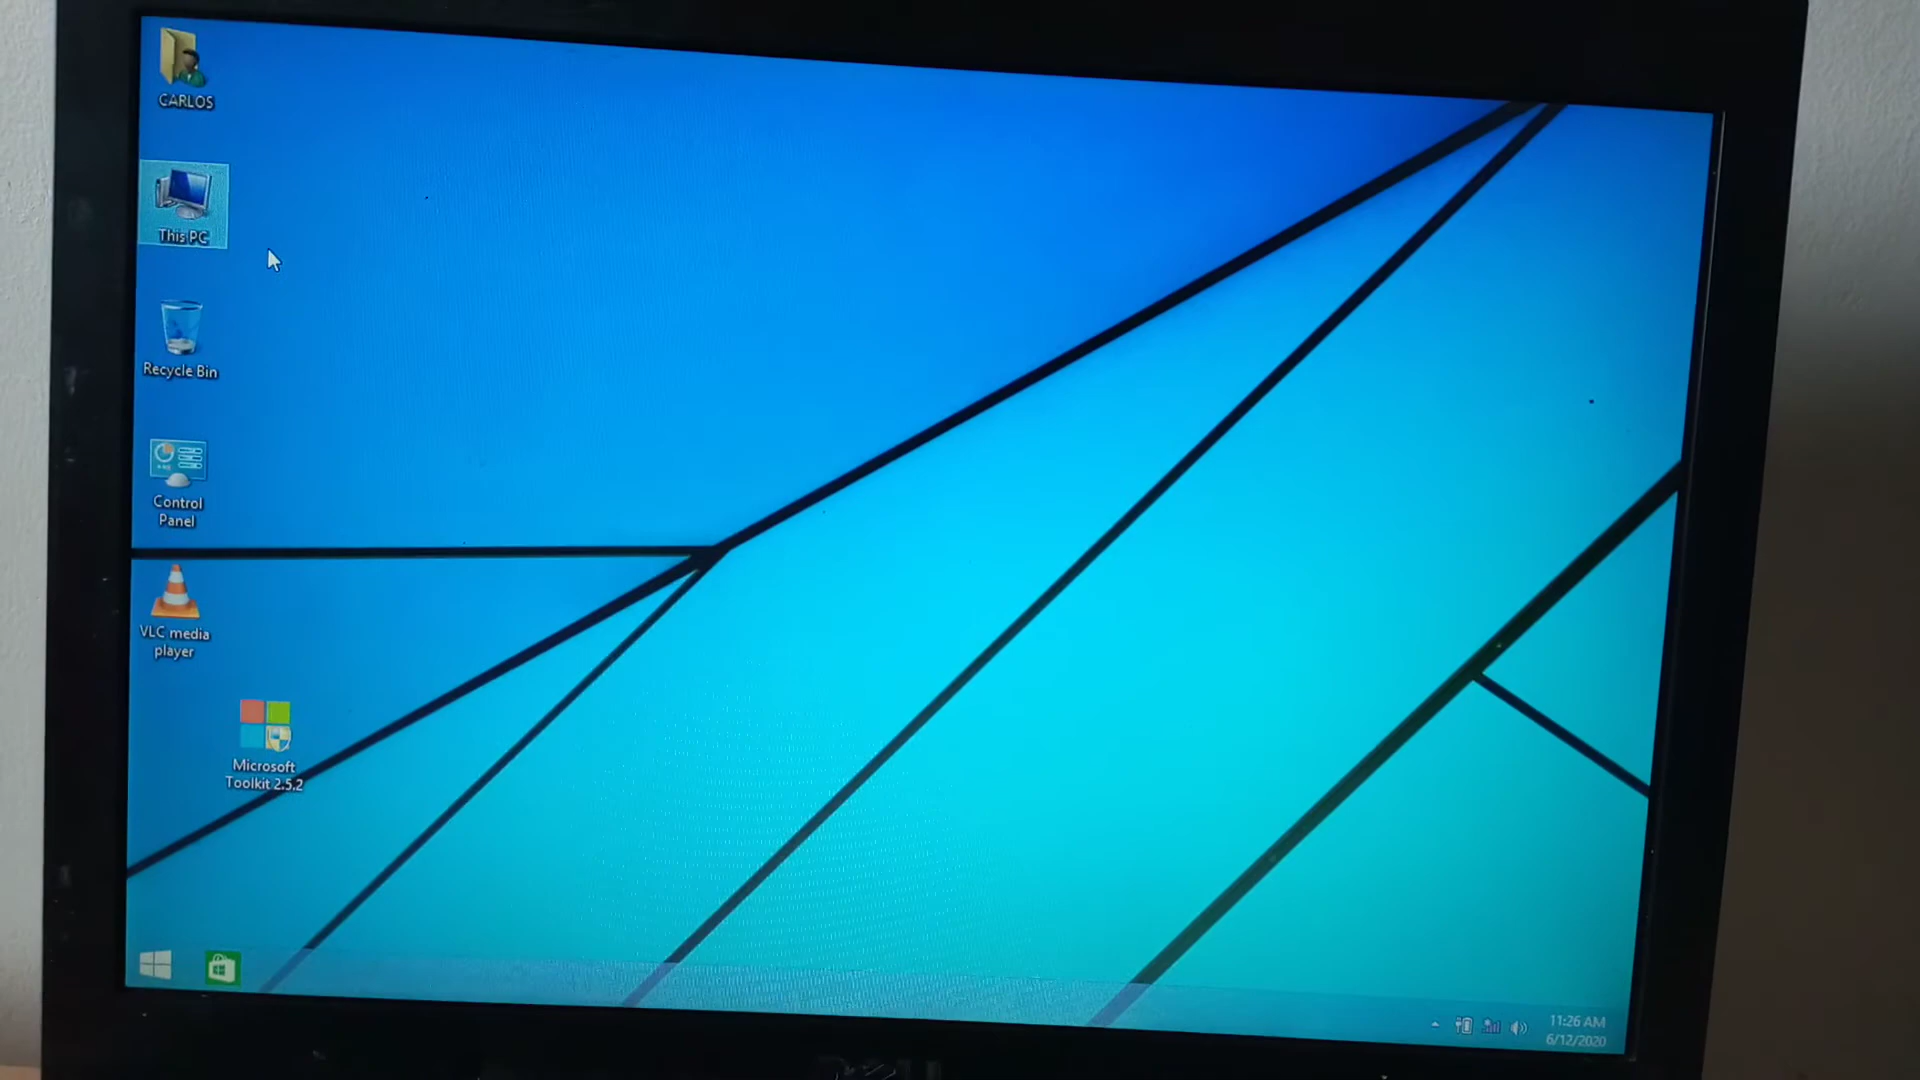 CARLOS
This PC
Recycle Bin
Control
Panel
VLC media
player
Microsoft
Toolkit 2.5.2
11:26 AM
6/12/2020